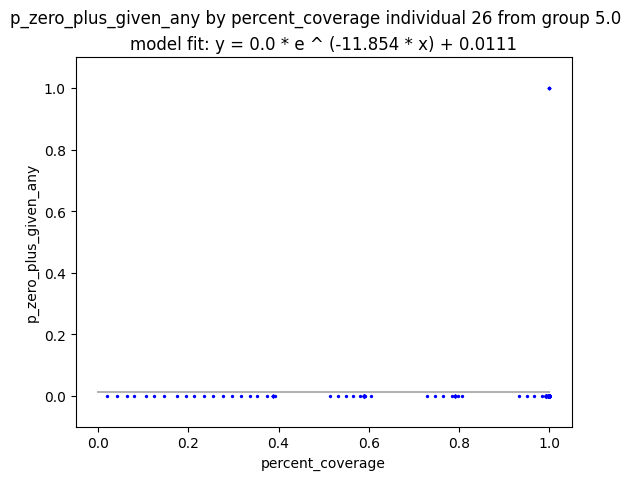 p_zero_plus_given_any by percent_coverage individual 26 from group 5.0
model fit: y = 0.0 * e ^ (-11.854 * x) + 0.0111
1.0
0.8
0.6
0.4
0.2
0.0
p_zero_plus_given_any
0.0 0.2 0.4 0.6 0.8 1.0
percent_coverage